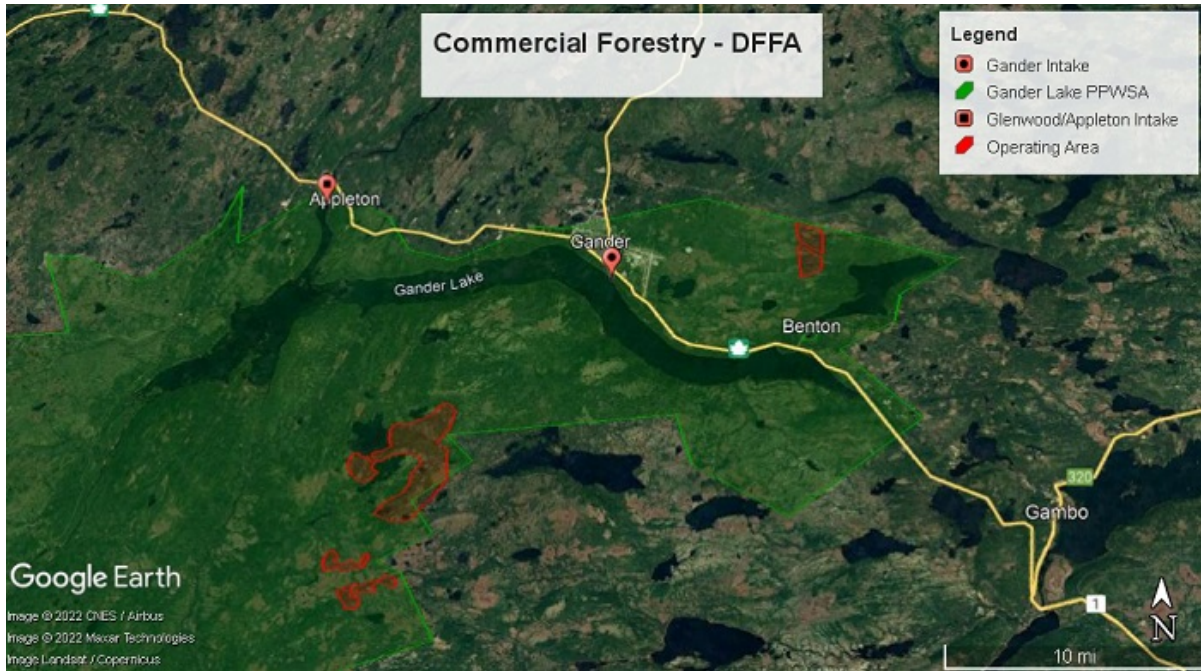 Commercial Forestry - DFFA
Legend
Gander Intake
Gander Lake PPWSA
Glenwood/Appleton Intake
Operating Area
Appleton
Gander
Gander Lake
Benton
320
Gambo
1
Google Earth
Image © 2022 CNES / Airbus
Image © 2022 Maxar Technologies
Image Landsat / Copernicus
N
10 mi